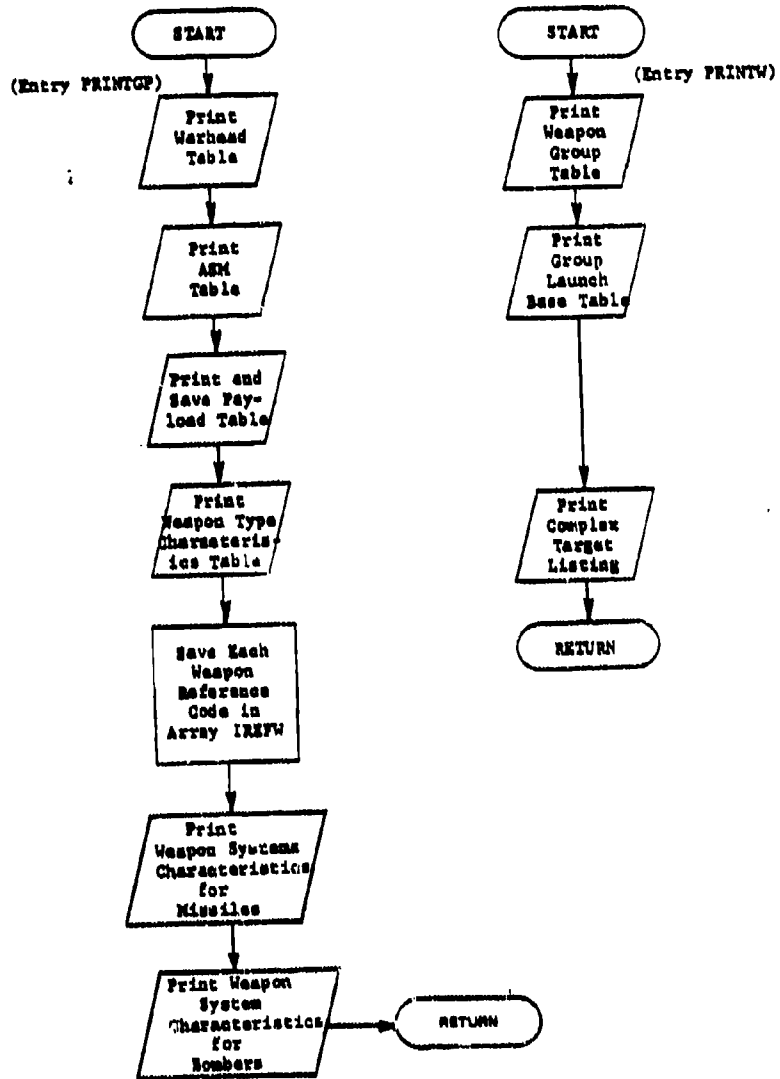 START
(Entry PRINTGP)
Print
Warhead
Table
Print
ASM
Table
Print and
Save Pay-
load Table
Print
Weapon Type
Characteris-
ics Table
Save Each
Weapon
Reference
Code in
Array IREFW
Print
Weapon Systems
Characteristics
for
Missiles
Print Weapon
System
Characteristics
for
Bombers
RETURN
START
(Entry PRINTW)
Print
Weapon
Group
Table
Print
Group
Launch
Base Table
Print
Complex
Target
Listing
RETURN